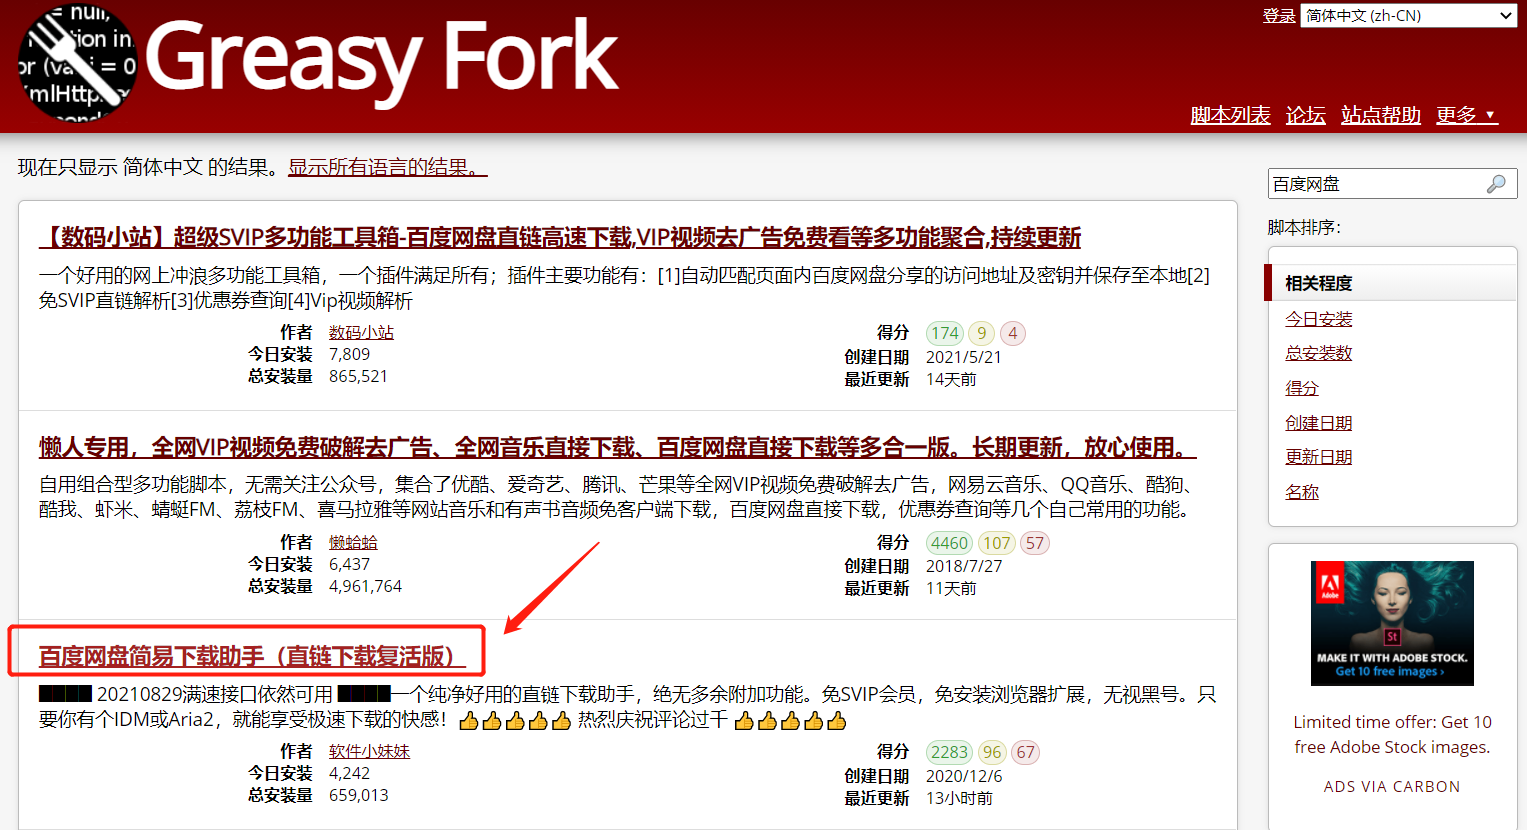 = null,
tion in
or (va i = 0
mlHttp
Greasy Fork
登录 简体中文 (zh-CN)
脚本列表 论坛 站点帮助 更多 ▼
现在只显示 简体中文 的结果。显示所有语言的结果。
【数码小站】超级SVIP多功能工具箱-百度网盘直链高速下载,VIP视频去广告免费看等多功能聚合,持续更新
一个好用的网上冲浪多功能工具箱，一个插件满足所有；插件主要功能有：[1]自动匹配页面内百度网盘分享的访问地址及密钥并保存至本地[2]
免SVIP直链解析[3]优惠券查询[4]Vip视频解析
作者 数码小站
今日安装 7,809
总安装量 865,521
得分 174 9 4
创建日期 2021/5/21
最近更新 14天前
懒人专用，全网VIP视频免费破解去广告、全网音乐直接下载、百度网盘直接下载等多合一版。长期更新，放心使用。
自用组合型多功能脚本，无需关注公众号，集合了优酷、爱奇艺、腾讯、芒果等全网VIP视频免费破解去广告，网易云音乐、QQ音乐、酷狗、
酷我、虾米、蜻蜓FM、荔枝FM、喜马拉雅等网站音乐和有声书音频免客户端下载，百度网盘直接下载，优惠券查询等几个自己常用的功能。
作者 懒蛤蛤
今日安装 6,437
总安装量 4,961,764
得分 4460 107 57
创建日期 2018/7/27
最近更新 11天前
百度网盘简易下载助手（直链下载复活版）
████ 20210829满速接口依然可用 ████一个纯净好用的直链下载助手，绝无多余附加功能。免SVIP会员，免安装浏览器扩展，无视黑号。只
要你有个IDM或Aria2，就能享受极速下载的快感！👍👍👍👍👍 热烈庆祝评论过千 👍👍👍👍👍
作者 软件小妹妹
今日安装 4,242
总安装量 659,013
得分 2283 96 67
创建日期 2020/12/6
最近更新 13小时前
百度网盘
脚本排序：
相关程度
今日安装
总安装数
得分
创建日期
更新日期
名称
Adobe
St
MAKE IT WITH ADOBE STOCK.
Get 10 free images ›
Limited time offer: Get 10
free Adobe Stock images.
ADS VIA CARBON